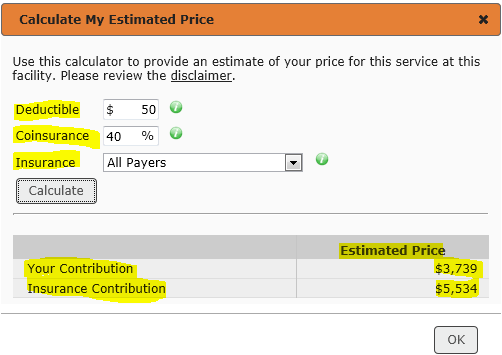 Calculate My Estimated Price
Use this calculator to provide an estimate of your price for this service at this
facility. Please review the disclaimer.
Deductible $ 50
Coinsurance 40 %
Insurance All Payers
Calculate
Estimated Price
Your Contribution $3,739
Insurance Contribution $5,534
OK